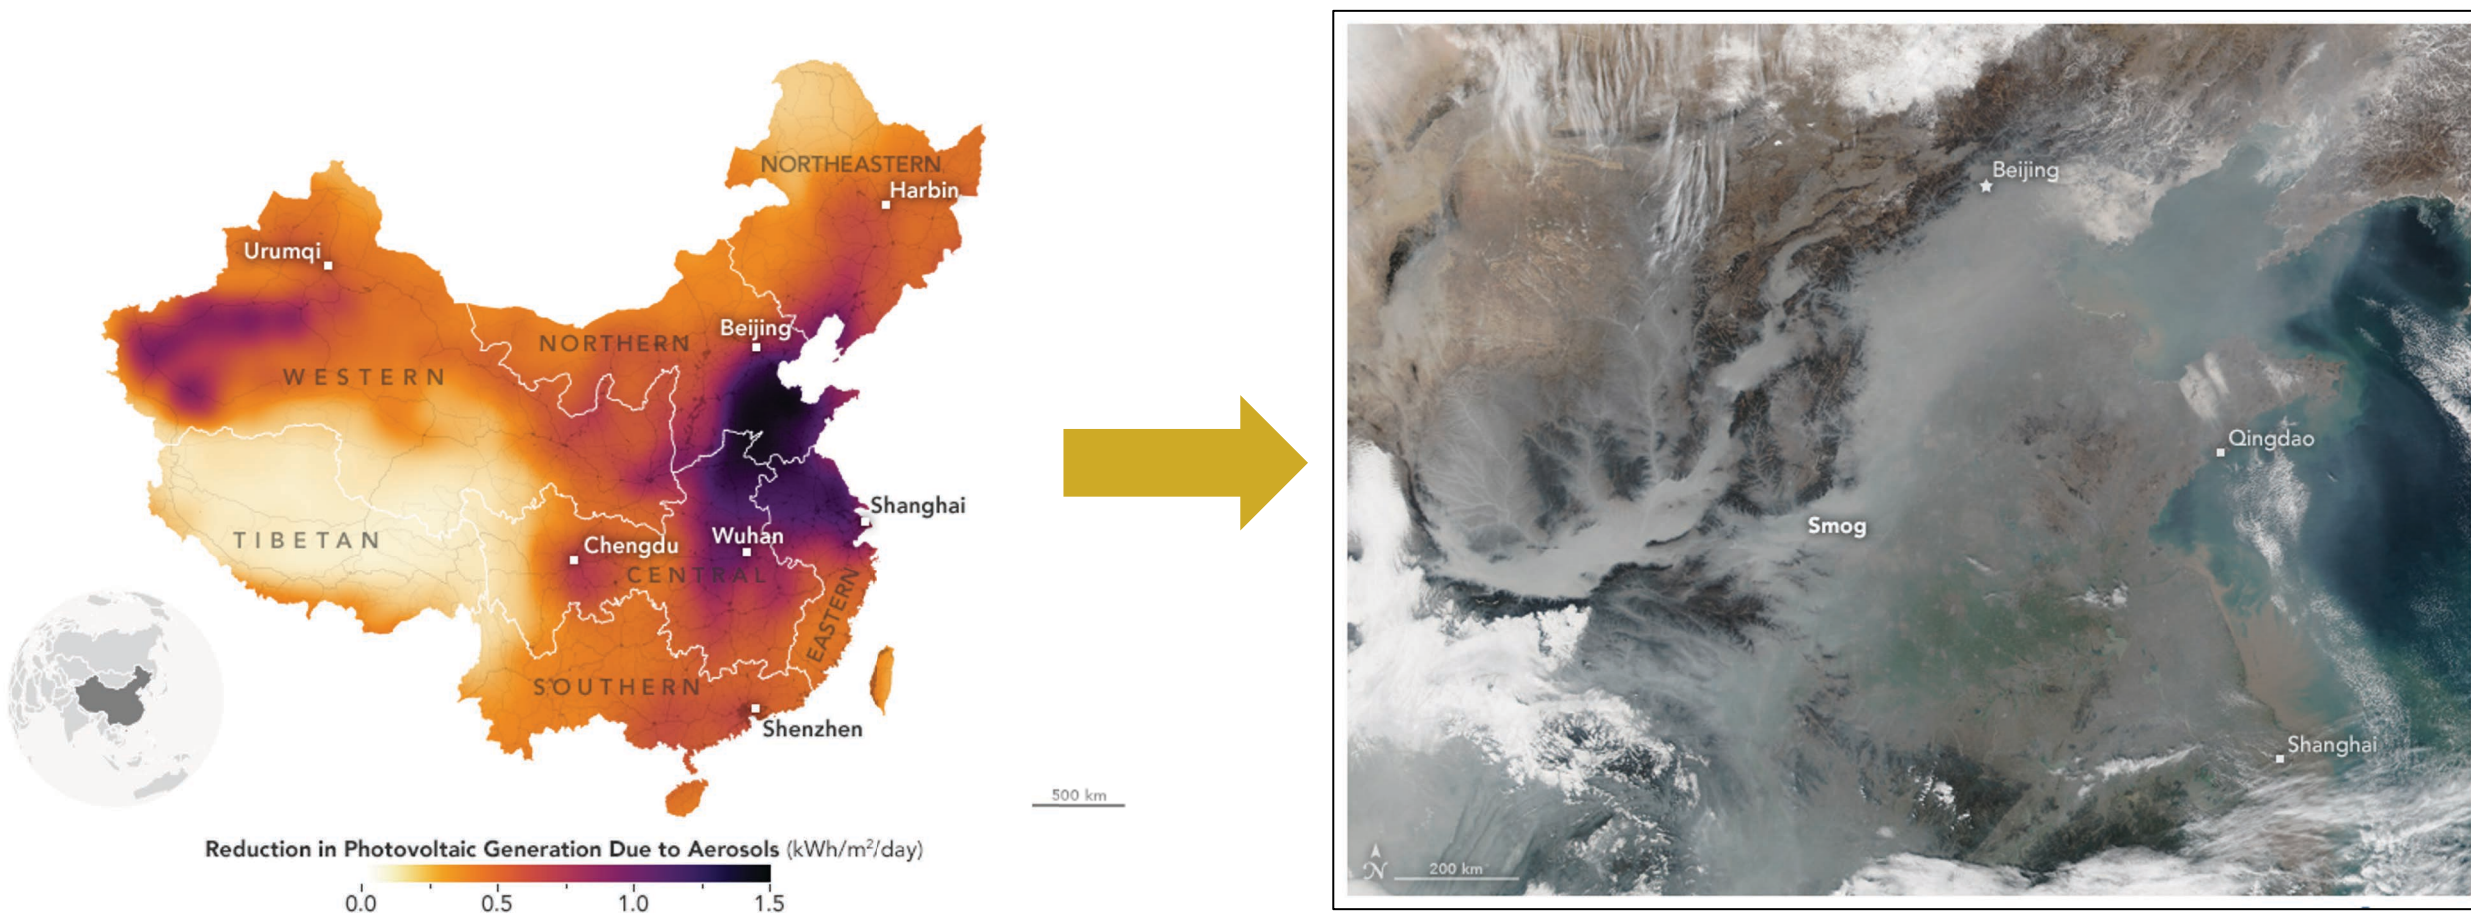 NORTHEASTERN
Harbin
Urumqi
Beijing
NORTHERN
WESTERN
Shanghai
Wuhan
TIBETAN
Chengdu
CENTRAL
EASTERN
SOUTHERN
Shenzhen
500 km
Reduction in Photovoltaic Generation Due to Aerosols (kWh/m²/day)
0.0 0.5 1.0 1.5
Beijing
Qingdao
Smog
Shanghai
N
200 km